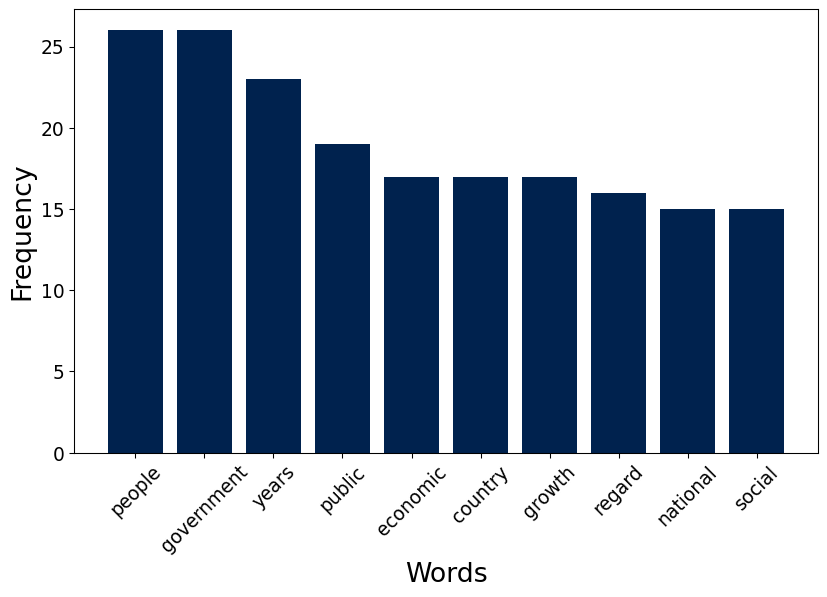 Frequency
25
20
15
10
5
0
people
government
years
public
economic
country
growth
regard
national
social
Words